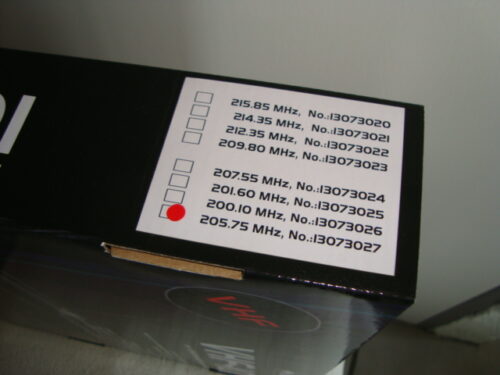 215.85 MHz, No.:13073020
214.35 MHz, No.:13073021
212.35 MHz, No.:13073022
209.80 MHz, No.:13073023
207.55 MHz, No.:13073024
201.60 MHz, No.:13073025
200.10 MHz, No.:13073026
205.75 MHz, No.:13073027
VHF